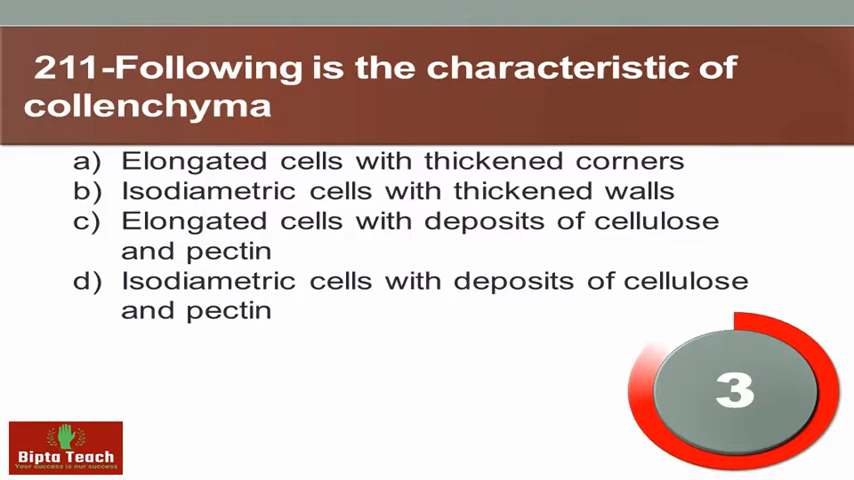 211-Following is the characteristic of
collenchyma
a) Elongated cells with thickened corners
b) Isodiametric cells with thickened walls
c) Elongated cells with deposits of cellulose
and pectin
d) Isodiametric cells with deposits of cellulose
and pectin
3
Bipta Teach
Your success is our success